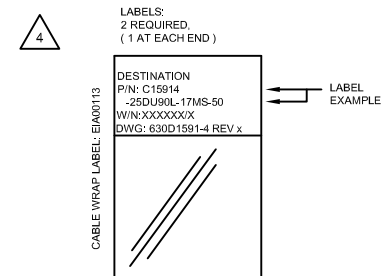 LABELS:
2 REQUIRED,
( 1 AT EACH END )
4
DESTINATION
P/N: C15914
-25DU90L-17MS-50
W/N:XXXXXX/X
DWG: 630D1591-4 REV x
LABEL
EXAMPLE
CABLE WRAP LABEL: EIA00113